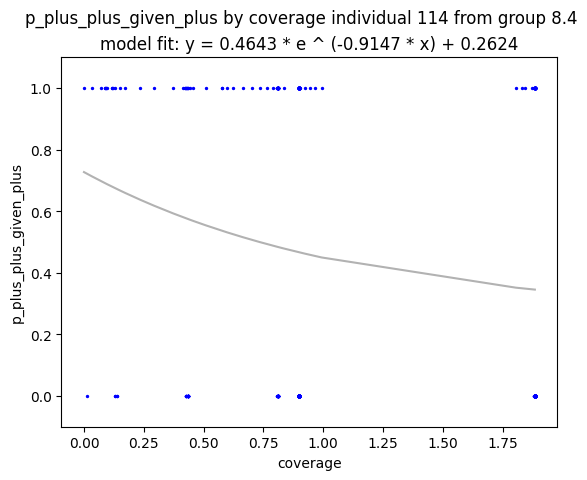 p_plus_plus_given_plus by coverage individual 114 from group 8.4
model fit: y = 0.4643 * e ^ (-0.9147 * x) + 0.2624
1.0
0.8
0.6
0.4
0.2
0.0
p_plus_plus_given_plus
0.00 0.25 0.50 0.75 1.00 1.25 1.50 1.75
coverage